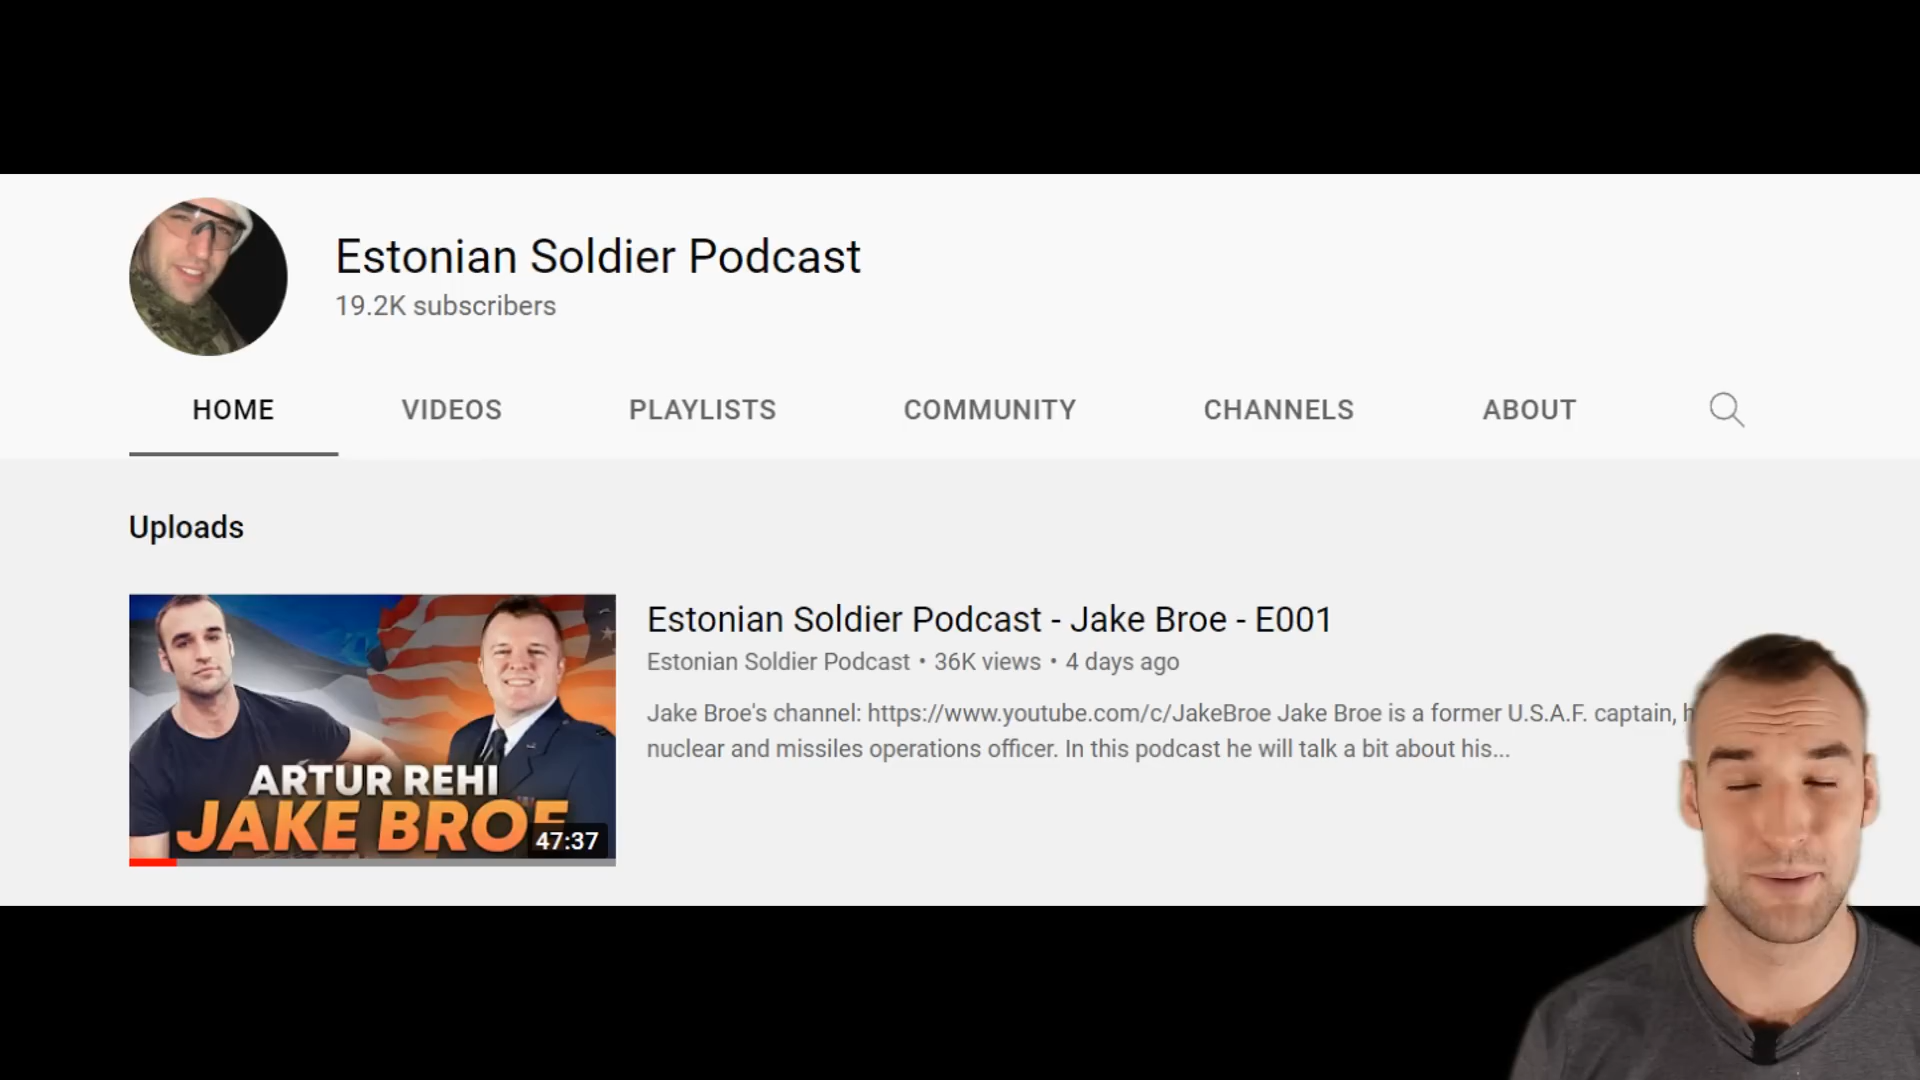 Estonian Soldier Podcast
19.2K subscribers
HOME VIDEOS PLAYLISTS COMMUNITY CHANNELS ABOUT
Uploads
ARTUR REHI
JAKE BROE
47:37
Estonian Soldier Podcast - Jake Broe - E001
Estonian Soldier Podcast • 36K views • 4 days ago
Jake Broe's channel: https://www.youtube.com/c/JakeBroe Jake Broe is a former U.S.A.F. captain, h
nuclear and missiles operations officer. In this podcast he will talk a bit about his...